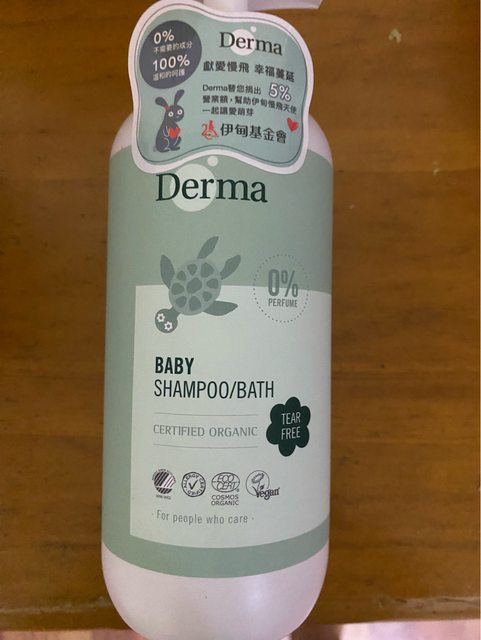 0%
不需要的成分
100%
溫和的呵護
Derma
獻愛慢飛 幸福蔓延
Derma替您捐出 5%
營業額，幫助伊甸慢飛天使
一起讓愛萌芽
伊甸基金會
Derma
0%
PERFUME
BABY
SHAMPOO/BATH
CERTIFIED ORGANIC
TEAR
FREE
ECO
CERT
COSMOS
ORGANIC
Vegan
· For people who care ·